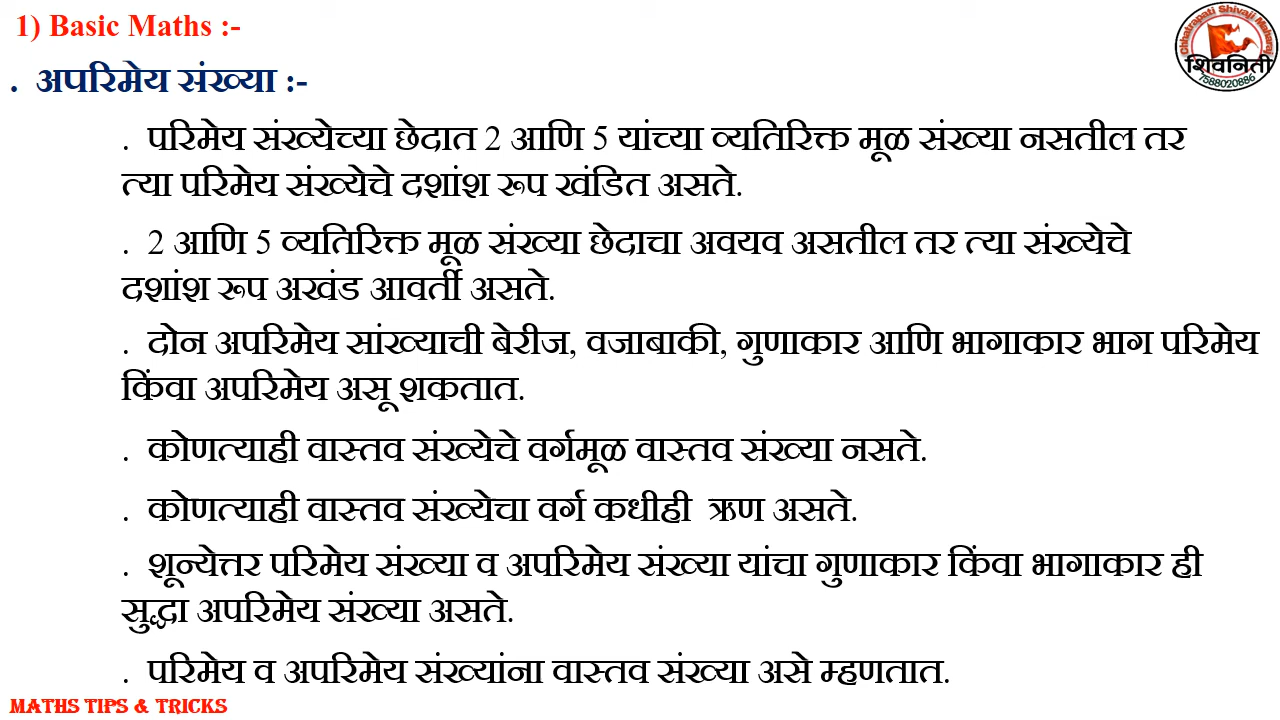 1) Basic Maths :-
Chhatrapati Shivaji Maharaj
शिवनिती
7588020886
. अपरिमेय संख्या :-
. परिमेय संख्येच्या छेदात 2 आणि 5 यांच्या व्यतिरिक्त मूळ संख्या नसतील तर
त्या परिमेय संख्येचे दशांश रूप खंडित असते.
. 2 आणि 5 व्यतिरिक्त मूळ संख्या छेदाचा अवयव असतील तर त्या संख्येचे
दशांश रूप अखंड आवर्ती असते.
. दोन अपरिमेय सांख्याची बेरीज, वजाबाकी, गुणाकार आणि भागाकार भाग परिमेय
किंवा अपरिमेय असू शकतात.
. कोणत्याही वास्तव संख्येचे वर्गमूळ वास्तव संख्या नसते.
. कोणत्याही वास्तव संख्येचा वर्ग कधीही ऋण असते.
. शून्येत्तर परिमेय संख्या व अपरिमेय संख्या यांचा गुणाकार किंवा भागाकार ही
सुद्धा अपरिमेय संख्या असते.
. परिमेय व अपरिमेय संख्यांना वास्तव संख्या असे म्हणतात.
MATHS TIPS & TRICKS